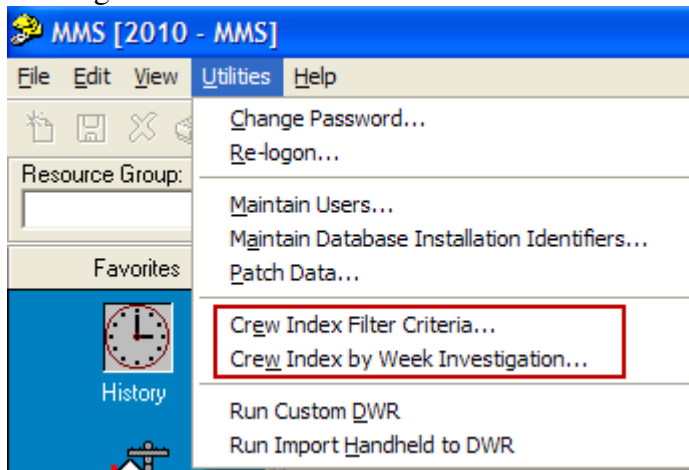 MMS [2010 - MMS]
File Edit View Utilities Help
Change Password...
Re-logon...
Resource Group:
Maintain Users...
Maintain Database Installation Identifiers...
Patch Data...
Favorites
Crew Index Filter Criteria...
Crew Index by Week Investigation...
History
Run Custom DWR
Run Import Handheld to DWR